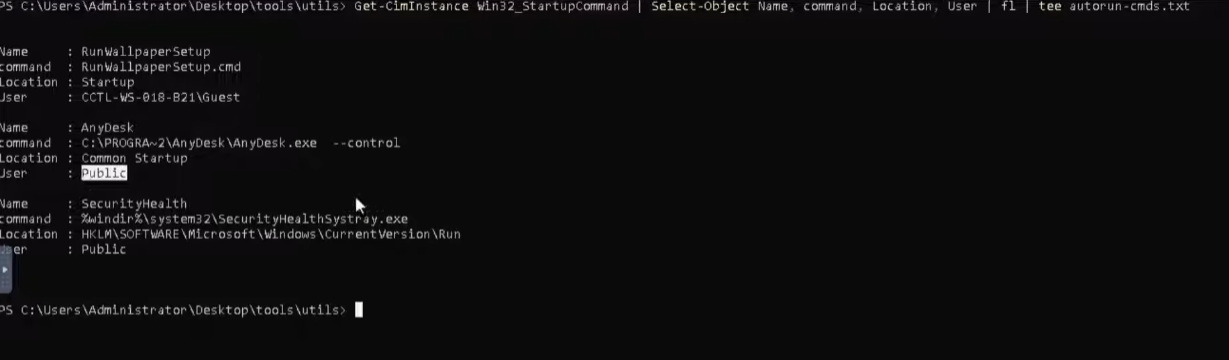 PS C:\Users\Administrator\Desktop\tools\utils> Get-CimInstance Win32_StartupCommand | Select-Object Name, command, Location, User | fl | tee autorun-cmds.txt
Name     : RunWallpaperSetup
command  : RunWallpaperSetup.cmd
Location : Startup
User     : CCTL-WS-018-B21\Guest
Name     : AnyDesk
command  : C:\PROGRA~2\AnyDesk\AnyDesk.exe  --control
Location : Common Startup
User     : Public
Name     : SecurityHealth
command  : %windir%\system32\SecurityHealthSystray.exe
Location : HKLM\SOFTWARE\Microsoft\Windows\CurrentVersion\Run
User     : Public
PS C:\Users\Administrator\Desktop\tools\utils>